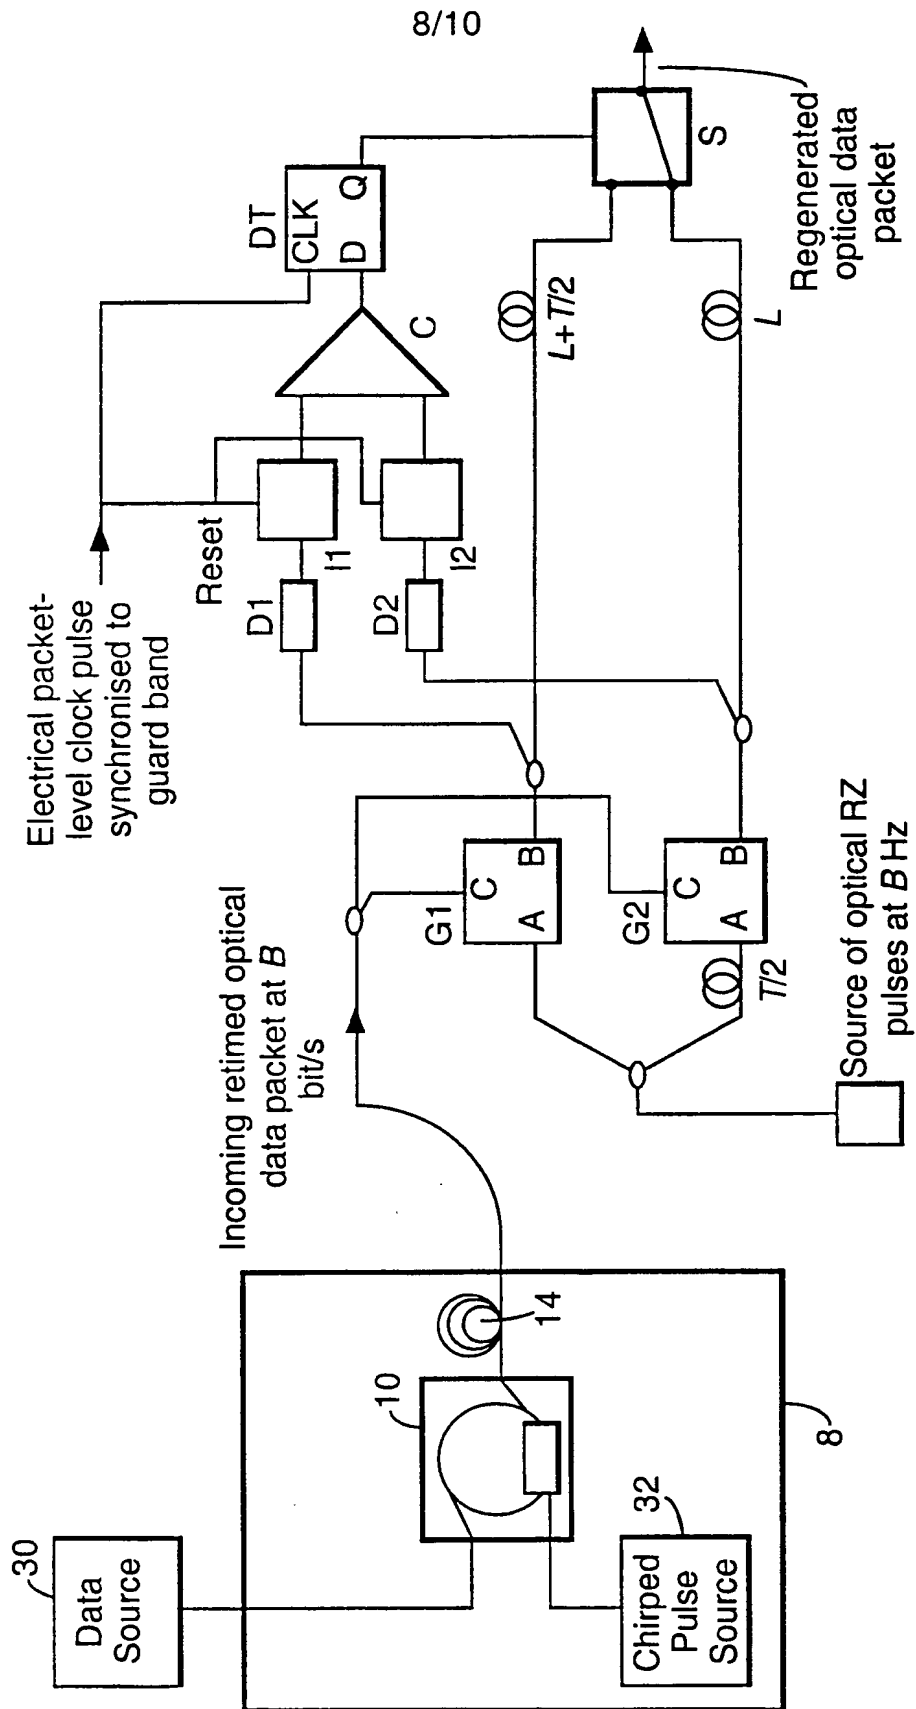 8/10
30
Data
Source
10
14
Chirped
Pulse
Source
32
8
Incoming retimed optical
data packet at B
bit/s
Electrical packet-
level clock pulse
synchronised to
guard band
Reset
D1
I1
D2
I2
C
DT
CLK
D
Q
G1
C
A
B
G2
C
A
B
T/2
Source of optical RZ
pulses at B Hz
L+T/2
L
S
Regenerated
optical data
packet